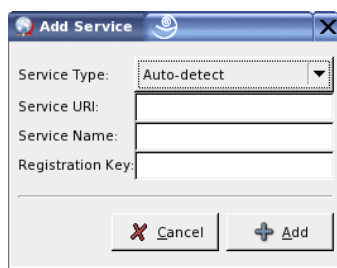 Add Service
Service Type: Auto-detect
Service URI:
Service Name:
Registration Key:
Cancel Add